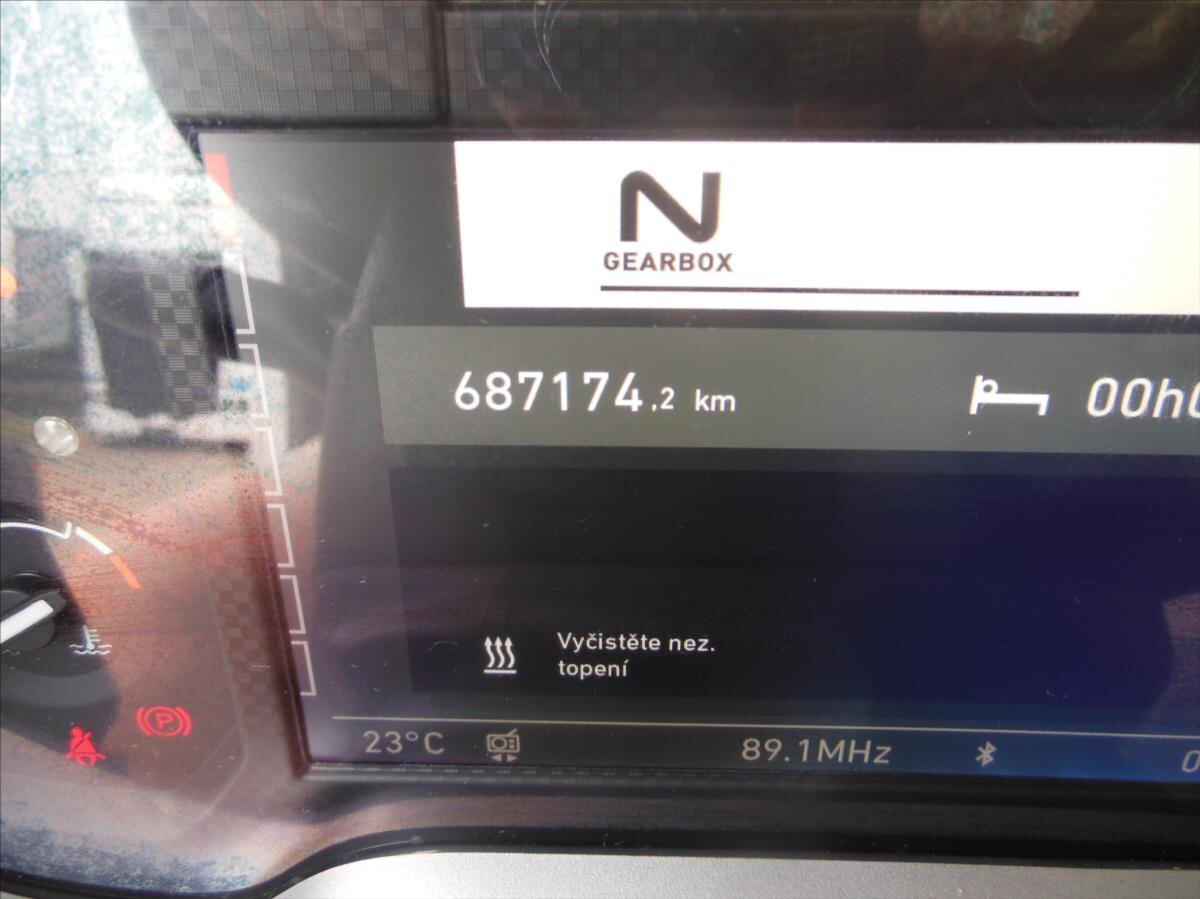 N
GEARBOX
687174,2 km
00h
Vyčistěte nez.
topení
P
23°C
89.1MHz